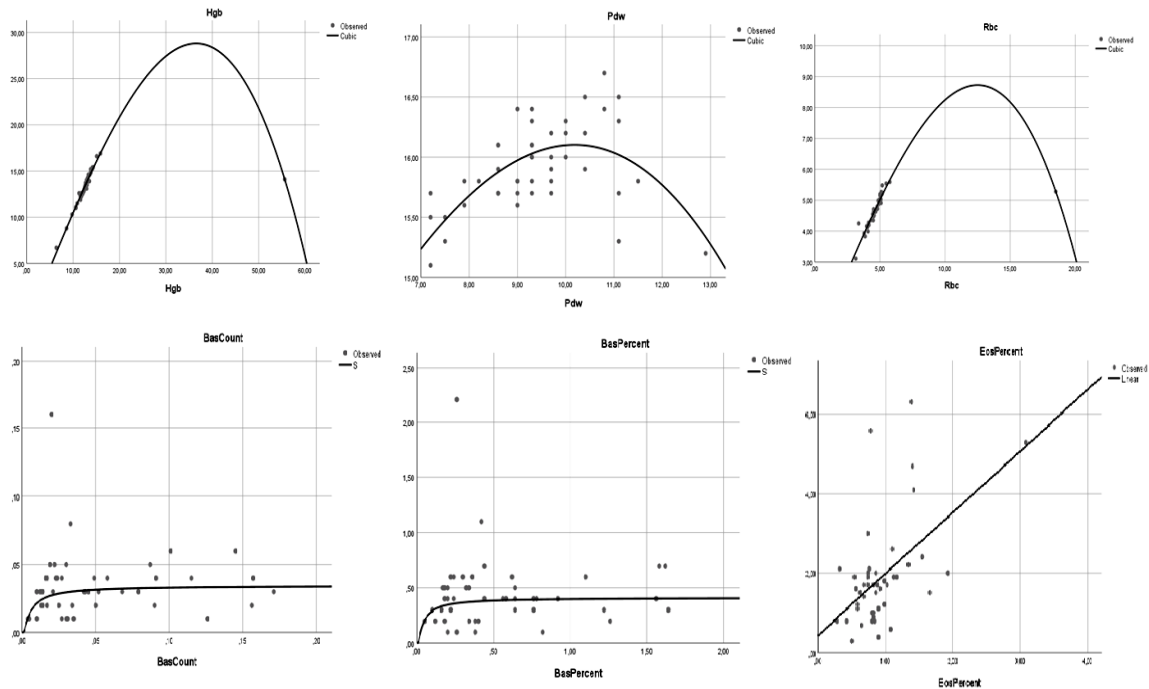 Hgb
Observed
Cubic
30,00
25,00
20,00
15,00
10,00
5,00
,00 10,00 20,00 30,00 40,00 50,00 60,00
Hgb
Pdw
Observed
Cubic
17,00
16,50
16,00
15,50
15,00
7,00 8,00 9,00 10,00 11,00 12,00 13,00
Pdw
Rbc
Observed
Cubic
10,00
9,00
8,00
7,00
6,00
5,00
4,00
3,00
,00 5,00 10,00 15,00 20,00
Rbc
BasCount
Observed
S
,20
,15
,10
,05
,00
,00 ,05 ,10 ,15 ,20
BasCount
BasPercent
Observed
S
2,50
2,00
1,50
1,00
,50
,00
,00 ,50 1,00 1,50 2,00
BasPercent
EosPercent
Observed
Linear
6,00
4,00
2,00
,00
,00 1,00 2,00 3,00 4,00
EosPercent